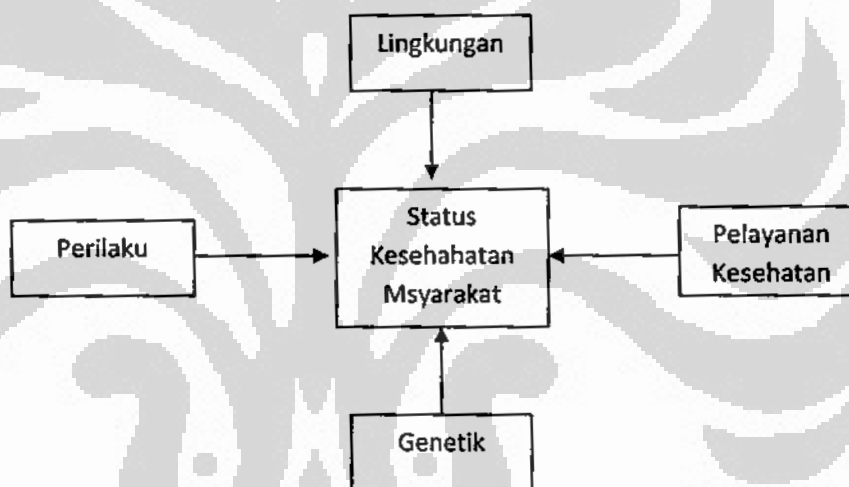 Lingkungan
Perilaku
Status
Kesehahatan
Msyarakat
Pelayanan
Kesehatan
Genetik